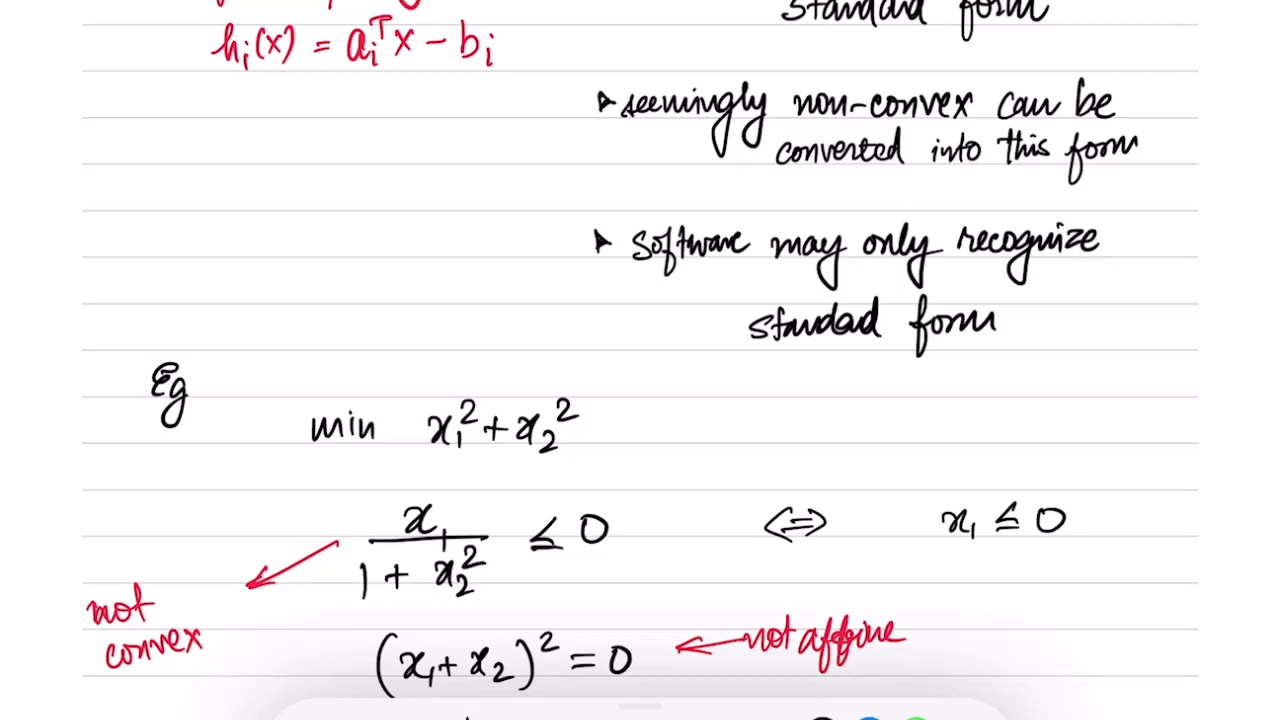 standard form
hᵢ(x) = aᵢᵀx - bᵢ
▸ seemingly non-convex can be
converted into this form
▸ Software may only recognize
standad form
Eg
min x₁² + x₂²
x₁ / (1 + x₂²) ≤ 0 ⇔ x₁ ≤ 0
not
convex
(x₁ + x₂)² = 0 ← not affine